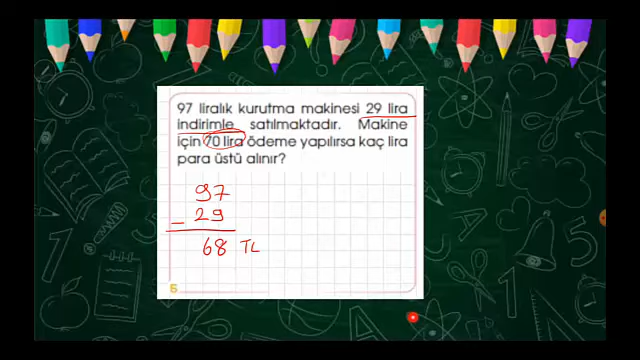 97 liralık kurutma makinesi 29 lira
indirimle satılmaktadır. Makine
için 70 lira ödeme yapılırsa kaç lira
para üstü alınır?
97
- 29
68 TL
6